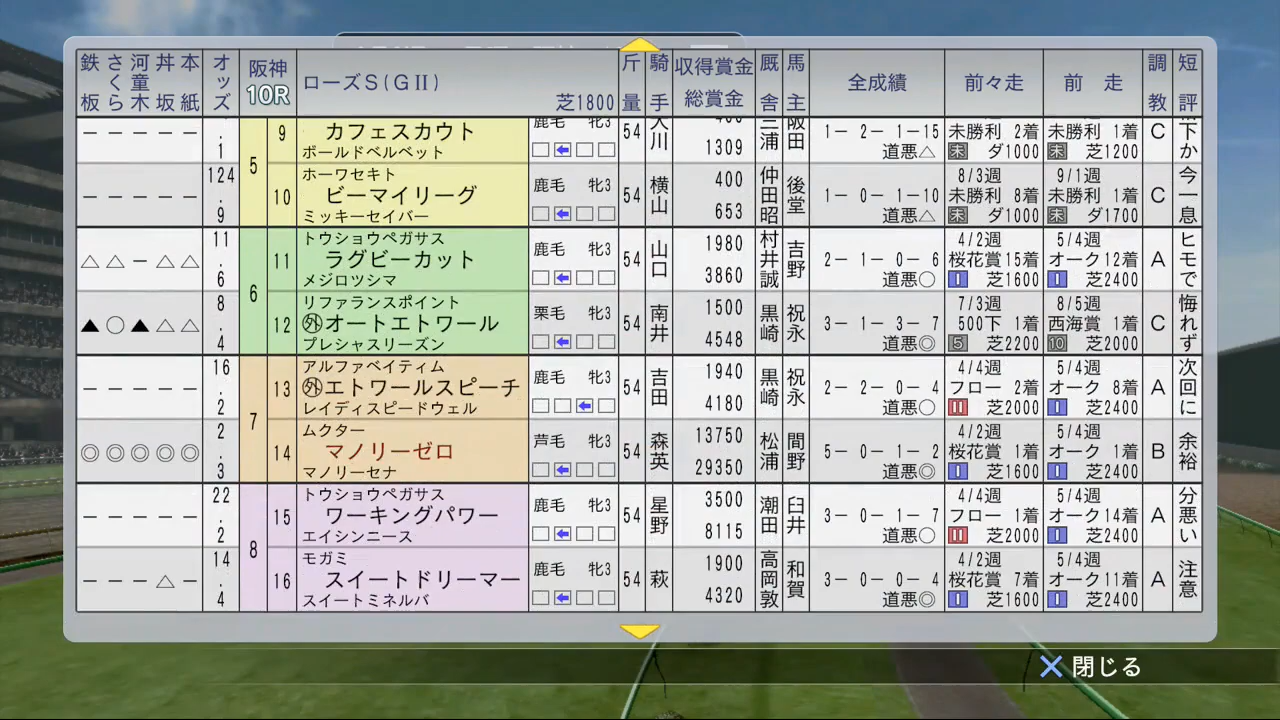 鉄板 さくら 河童木 井坂 本紙 オッズ 阪神 10R ローズS(GⅡ) 芝1800 斤量 騎手 収得賞金 総賞金 厩舎 馬主 全成績 前々走 前 走 調教 短評
5
－ － － － － .1 9 カフェスカウト ボールドベルベット 鹿毛 牝3 54 大川 1309 三浦 阪田 1－ 2－ 1－15 道悪△ 未勝利 2着 未 ダ1000 未勝利 1着 未 芝1200 C 下か
－ － － － － 124.9 10 ホーワセキト ビーマイリーグ ミッキーセイバー 鹿毛 牝3 54 横山 400 653 仲田昭 後堂 1－ 0－ 1－10 道悪△ 8/3週 未勝利 8着 未 ダ1000 9/1週 未勝利 1着 未 ダ1700 C 今一息
6
△ △ － △ △ 11.6 11 トウショウペガサス ラグビーカット メジロツシマ 鹿毛 牝3 54 山口 1980 3860 村井誠 吉野 2－ 1－ 0－ 6 道悪○ 4/2週 桜花賞15着 Ⅰ 芝1600 5/4週 オーク12着 Ⅰ 芝2400 A ヒモで
▲ ○ ▲ △ △ 8.4 12 リファランスポイント 外オートエトワール プレシャスリーズン 栗毛 牝3 54 南井 1500 4548 黒崎 祝永 3－ 1－ 3－ 7 道悪◎ 7/3週 500下 1着 5 芝2200 8/5週 西海賞 1着 10 芝2000 C 悔れず
7
－ － － － － 16.2 13 アルファベイティム 外エトワールスピーチ レイディスピードウェル 鹿毛 牝3 54 吉田 1940 4180 黒崎 祝永 2－ 2－ 0－ 4 道悪○ 4/4週 フロー 2着 Ⅱ 芝2000 5/4週 オーク 8着 Ⅰ 芝2400 A 次回に
◎ ◎ ◎ ◎ ◎ 2.3 14 ムクター マノリーゼロ マノリーセナ 芦毛 牝3 54 森英 13750 29350 松浦 間野 5－ 0－ 1－ 2 道悪◎ 4/2週 桜花賞 1着 Ⅰ 芝1600 5/4週 オーク 1着 Ⅰ 芝2400 B 余裕
8
－ － － － － 22.2 15 トウショウペガサス ワーキングパワー エイシンニース 鹿毛 牝3 54 星野 3500 8115 潮田 臼井 3－ 0－ 1－ 7 道悪○ 4/4週 フロー 1着 Ⅱ 芝2000 5/4週 オーク14着 Ⅰ 芝2400 A 分悪い
－ － － △ － 14.4 16 モガミ スイートドリーマー スイートミネルバ 鹿毛 牝3 54 萩 1900 4320 高岡敦 和賀 3－ 0－ 0－ 4 道悪◎ 4/2週 桜花賞 7着 Ⅰ 芝1600 5/4週 オーク11着 Ⅰ 芝2400 A 注意
閉じる